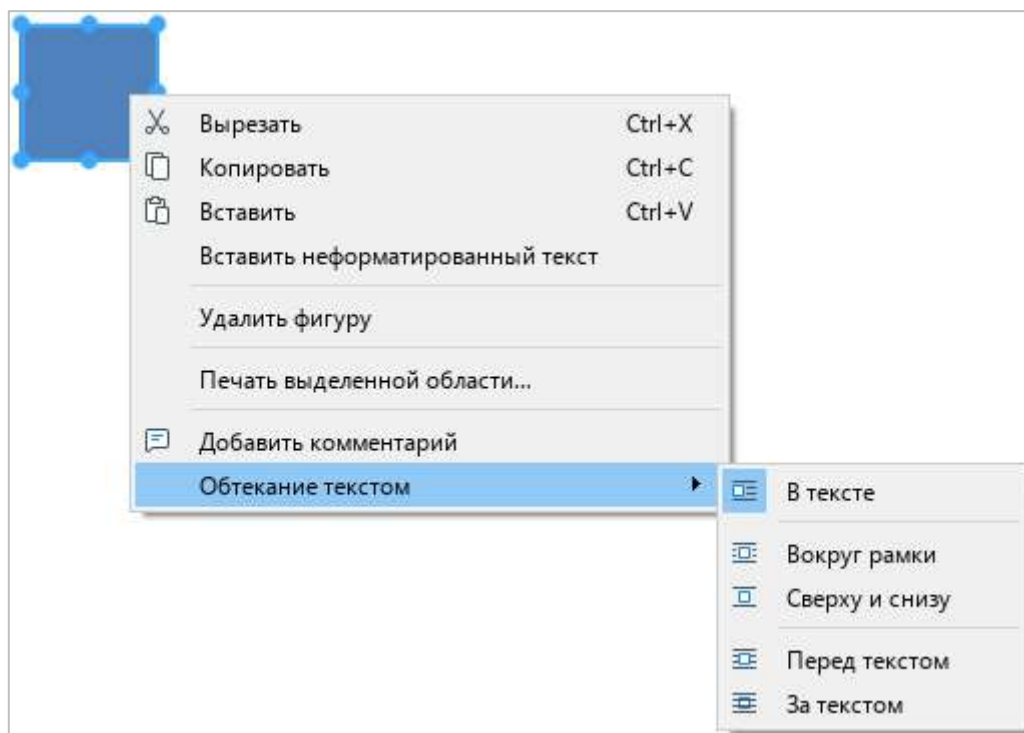 Вырезать Ctrl+X
Копировать Ctrl+C
Вставить Ctrl+V
Вставить неформатированный текст
Удалить фигуру
Печать выделенной области...
Добавить комментарий
Обтекание текстом
В тексте
Вокруг рамки
Сверху и снизу
Перед текстом
За текстом